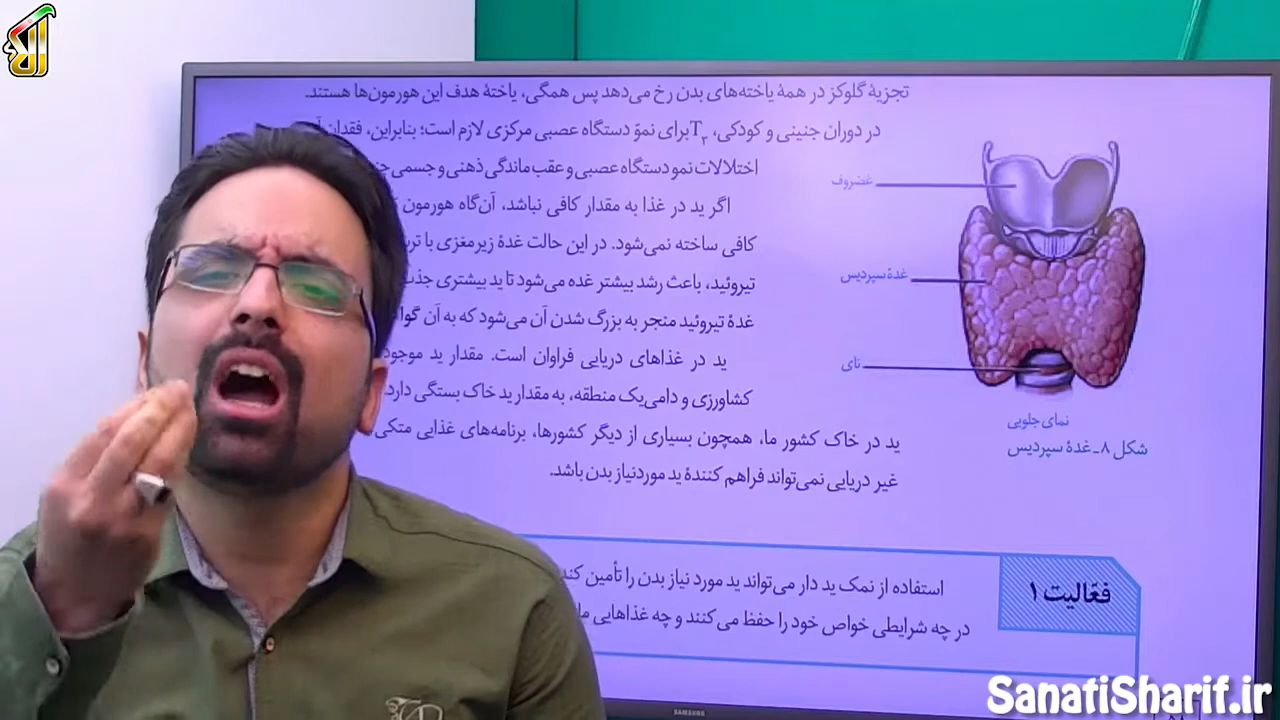 تجزیهٔ گلوکز در همهٔ یاخته‌های بدن رخ می‌دهد پس همگی، یاختهٔ هدف این هورمون‌ها هستند.
در دوران جنینی و کودکی، T۳ برای نموّ دستگاه عصبی مرکزی لازم است؛ بنابراین، فقدان
اختلالات نمو دستگاه عصبی و عقب ماندگی ذهنی و جسمی
اگر ید در غذا به مقدار کافی نباشد، آن‌گاه هورمون
کافی ساخته نمی‌شود. در این حالت غدهٔ زیرمغزی با
تیروئید، باعث رشد بیشتر غده می‌شود تا ید بیشتری
غدهٔ تیروئید منجر به بزرگ شدن آن می‌شود که به آن
ید در غذاهای دریایی فراوان است. مقدار ید موجود
کشاورزی و دامی یک منطقه، به مقدار ید خاک بستگی دارد.
ید در خاک کشور ما، همچون بسیاری از دیگر کشورها، برنامه‌های غذایی متکی
غیر دریایی نمی‌تواند فراهم کنندهٔ ید موردنیاز بدن باشد.
غضروف
غدهٔ سپردیس
نای
نمای جلویی
شکل ۸ـ غدهٔ سپردیس
فعّالیت ۱
استفاده از نمک ید دار می‌تواند ید مورد نیاز بدن را تأمین کند
در چه شرایطی خواص خود را حفظ می‌کنند و چه غذاهایی
SAMSUNG
SanatiSharif.ir